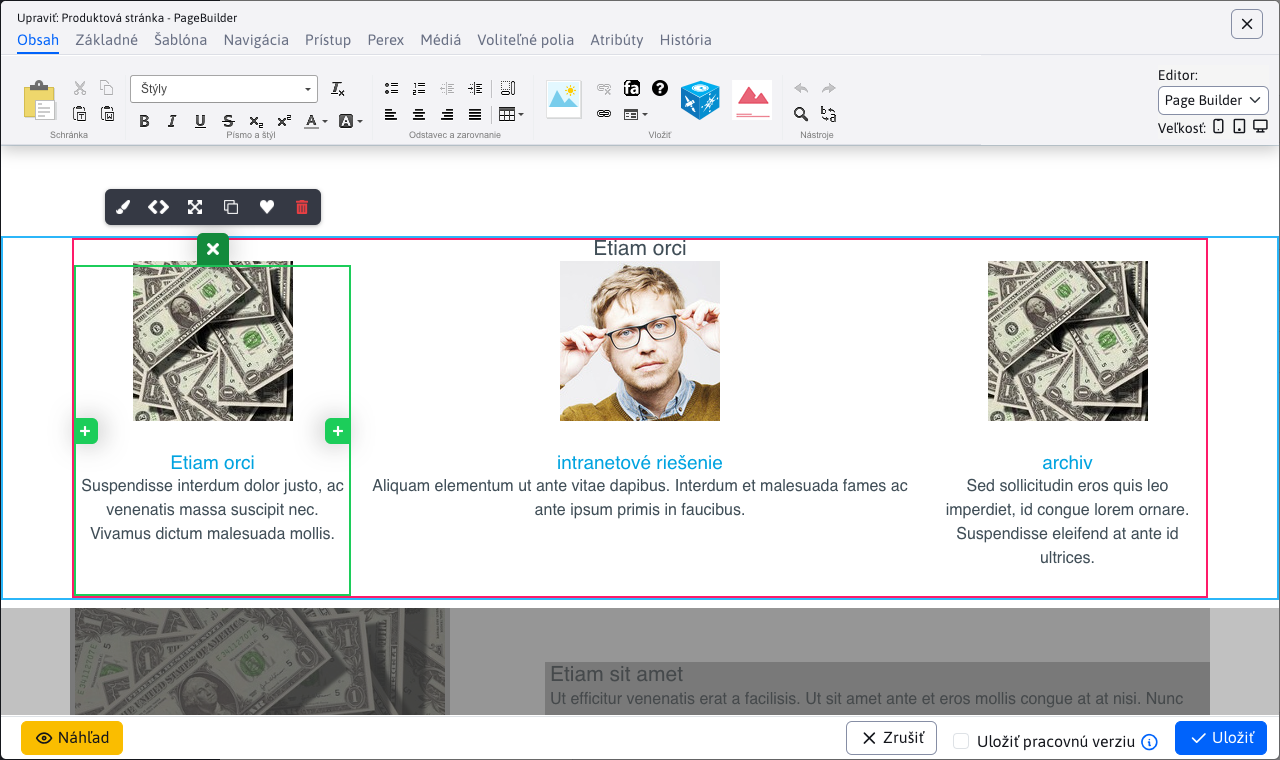 Upraviť: Produktová stránka - PageBuilder
Obsah Základné Šablóna Navigácia Prístup Perex Médiá Voliteľné polia Atribúty História
Štýly
Schránka
Písmo a štýl
Odstavec a zarovnanie
Vložiť
Nástroje
Editor:
Page Builder
Veľkosť:
Etiam orci
Etiam orci
Suspendisse interdum dolor justo, ac
venenatis massa suscipit nec.
Vivamus dictum malesuada mollis.
intranetové riešenie
Aliquam elementum ut ante vitae dapibus. Interdum et malesuada fames ac
ante ipsum primis in faucibus.
archiv
Sed sollicitudin eros quis leo
imperdiet, id congue lorem ornare.
Suspendisse eleifend at ante id
ultrices.
Etiam sit amet
Ut efficitur venenatis erat a facilisis. Ut sit amet ante et eros mollis congue at at nisi. Nunc
Náhľad
Zrušiť
Uložiť pracovnú verziu
Uložiť